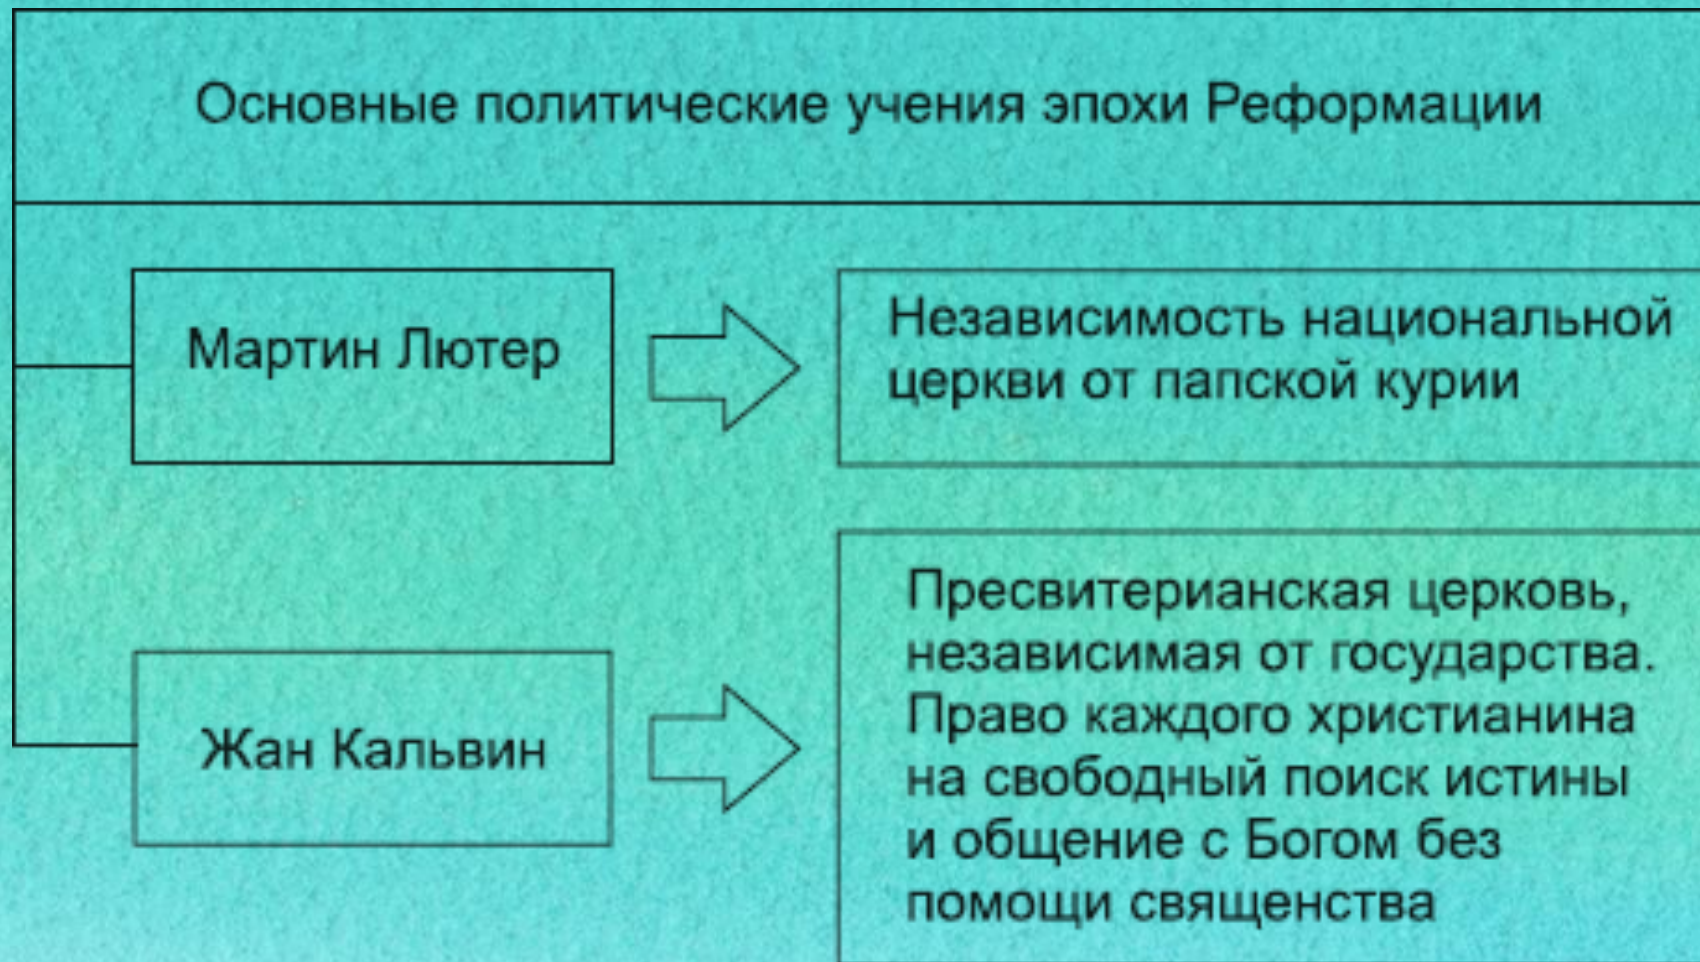 Основные политические учения эпохи Реформации
Мартин Лютер
Независимость национальной
церкви от папской курии
Жан Кальвин
Пресвитерианская церковь,
независимая от государства.
Право каждого христианина
на свободный поиск истины
и общение с Богом без
помощи священства